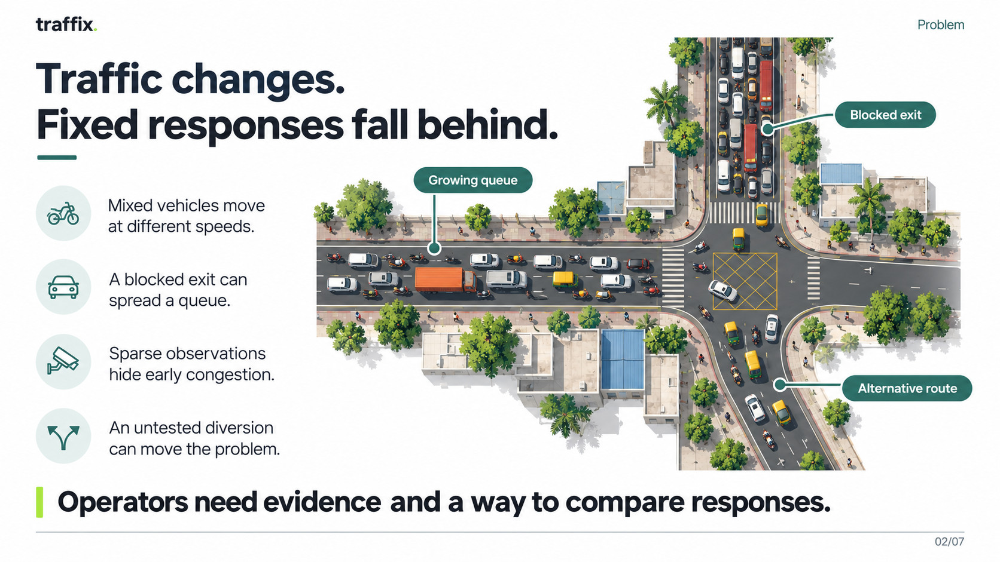 traffix.
Problem
Traffic changes.
Fixed responses fall behind.
Blocked exit
Growing queue
Mixed vehicles move
at different speeds.
A blocked exit can
spread a queue.
Sparse observations
hide early congestion.
Alternative route
An untested diversion
can move the problem.
Operators need evidence and a way to compare responses.
02/07